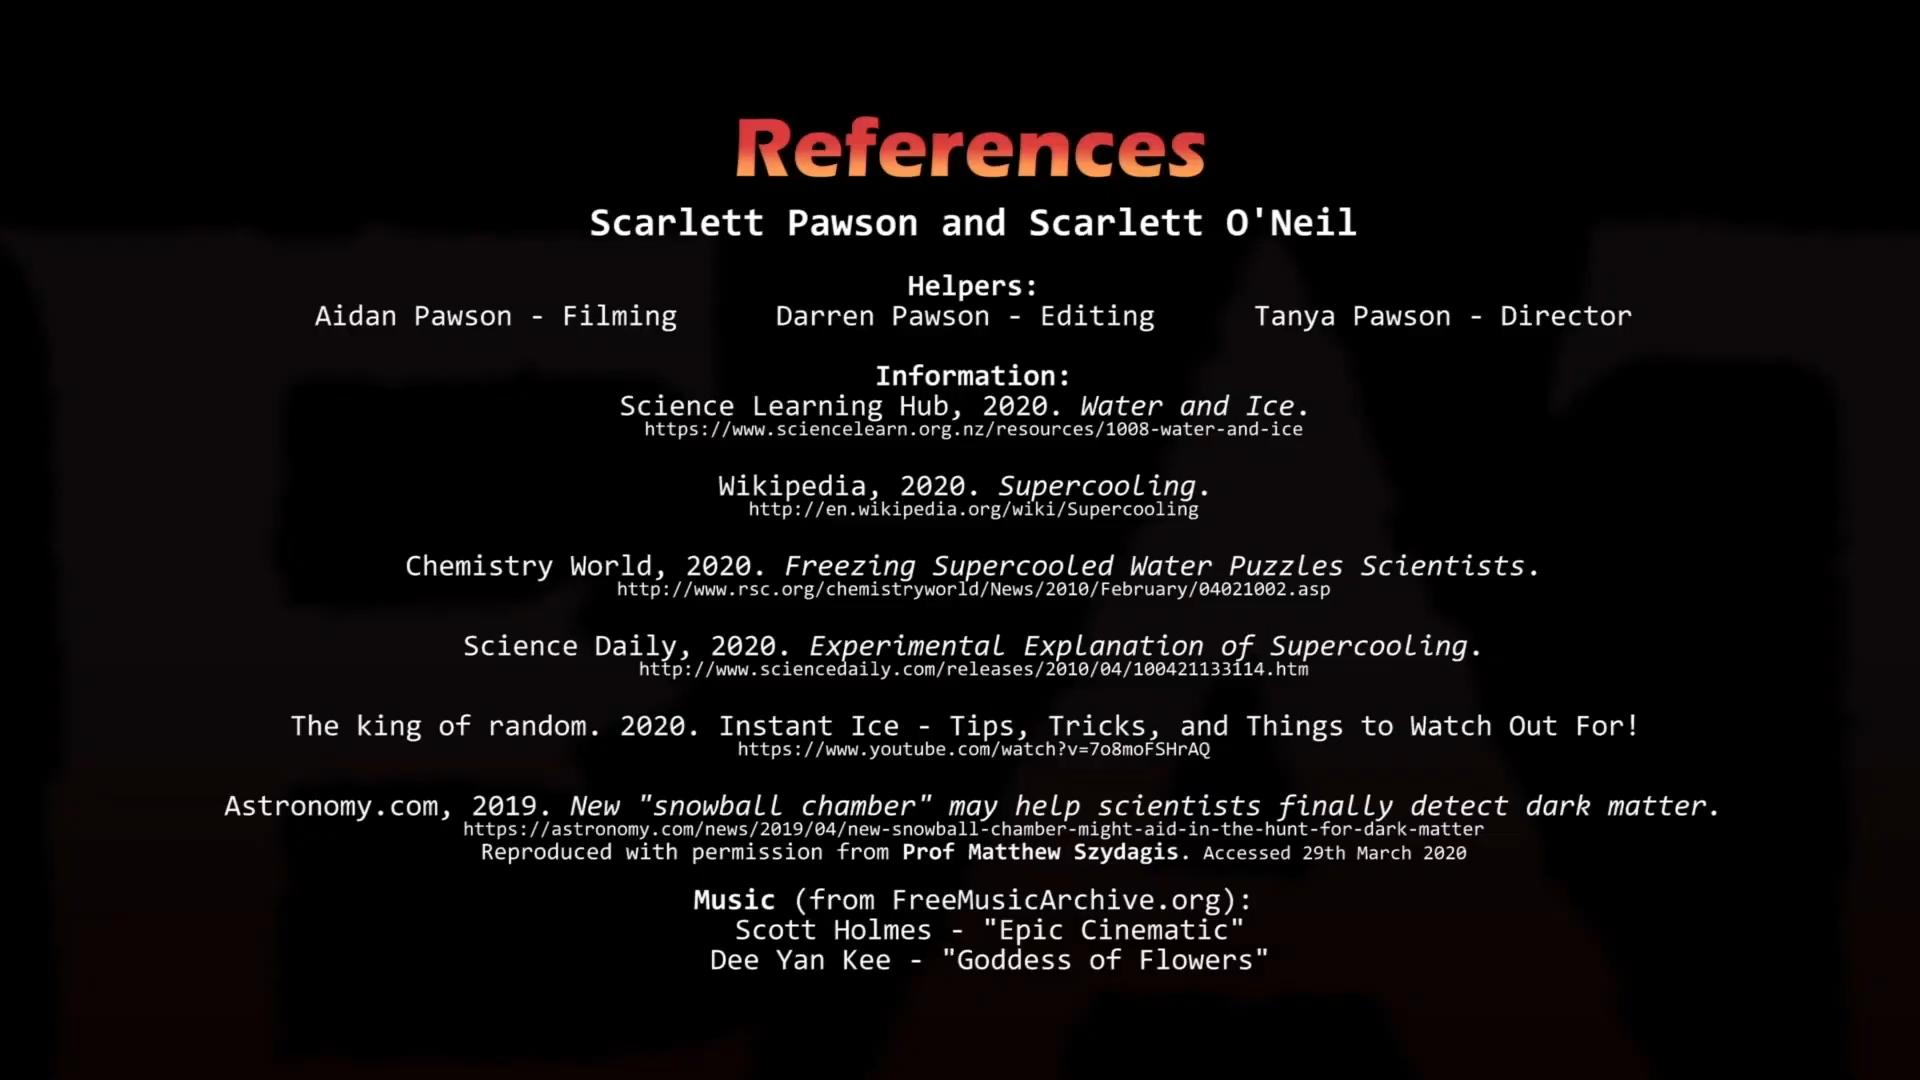 References
Scarlett Pawson and Scarlett O'Neil
Helpers:
Aidan Pawson - Filming Darren Pawson - Editing Tanya Pawson - Director
Information:
Science Learning Hub, 2020. Water and Ice.
https://www.sciencelearn.org.nz/resources/1008-water-and-ice
Wikipedia, 2020. Supercooling.
http://en.wikipedia.org/wiki/Supercooling
Chemistry World, 2020. Freezing Supercooled Water Puzzles Scientists.
http://www.rsc.org/chemistryworld/News/2010/February/04021002.asp
Science Daily, 2020. Experimental Explanation of Supercooling.
http://www.sciencedaily.com/releases/2010/04/100421133114.htm
The king of random. 2020. Instant Ice - Tips, Tricks, and Things to Watch Out For!
https://www.youtube.com/watch?v=7o8moFSHrAQ
Astronomy.com, 2019. New "snowball chamber" may help scientists finally detect dark matter.
https://astronomy.com/news/2019/04/new-snowball-chamber-might-aid-in-the-hunt-for-dark-matter
Reproduced with permission from Prof Matthew Szydagis. Accessed 29th March 2020
Music (from FreeMusicArchive.org):
Scott Holmes - "Epic Cinematic"
Dee Yan Kee - "Goddess of Flowers"